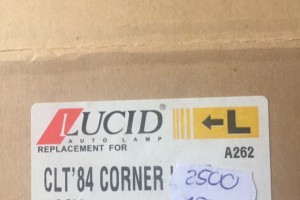 LUCID
AUTO LAMP
REPLACEMENT FOR
L
A262
CLT'84 CORNER
2500